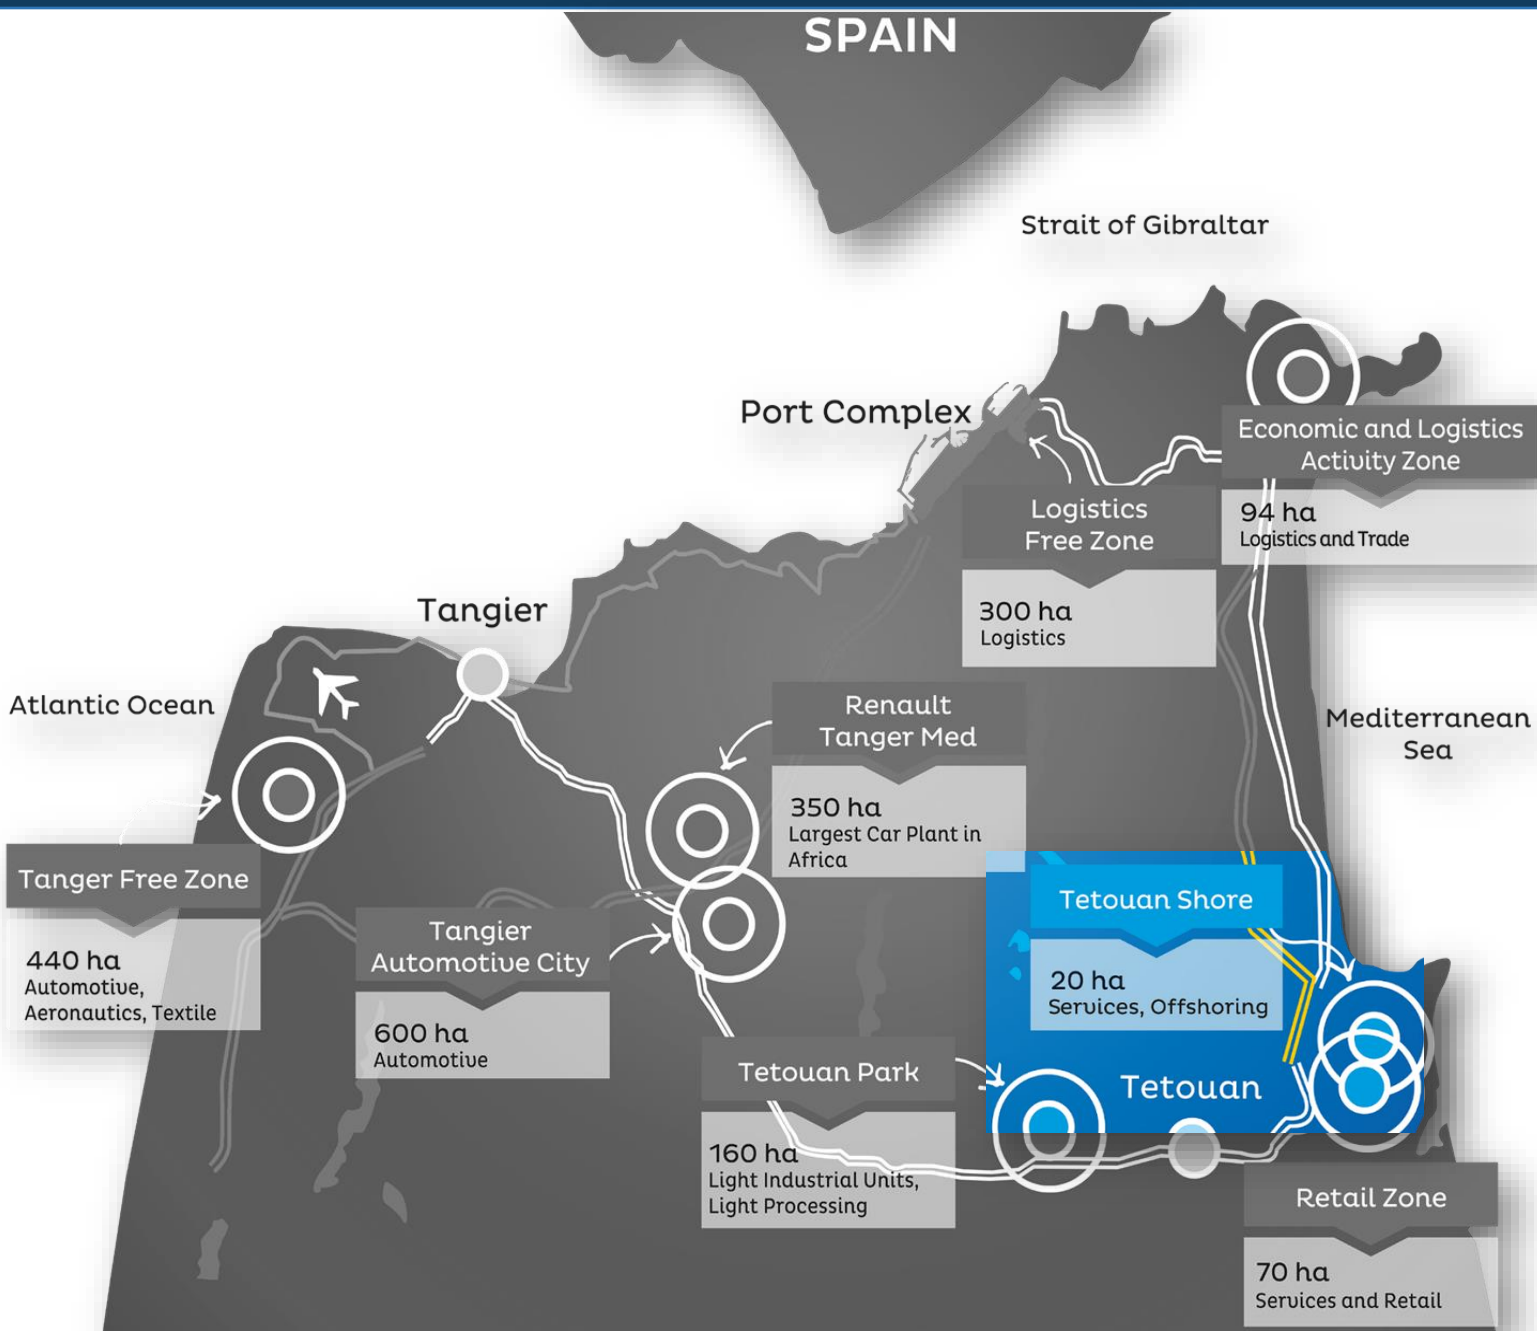 SPAIN
Strait of Gibraltar
Port Complex
Economic and Logistics
Activity Zone
94 ha
Logistics and Trade
Logistics
Free Zone
300 ha
Logistics
Tangier
Atlantic Ocean
Renault
Tanger Med
350 ha
Largest Car Plant in
Africa
Mediterranean
Sea
Tanger Free Zone
440 ha
Automotive,
Aeronautics, Textile
Tangier
Automotive City
600 ha
Automotive
Tetouan Shore
20 ha
Services, Offshoring
Tetouan Park
160 ha
Light Industrial Units,
Light Processing
Tetouan
Retail Zone
70 ha
Services and Retail